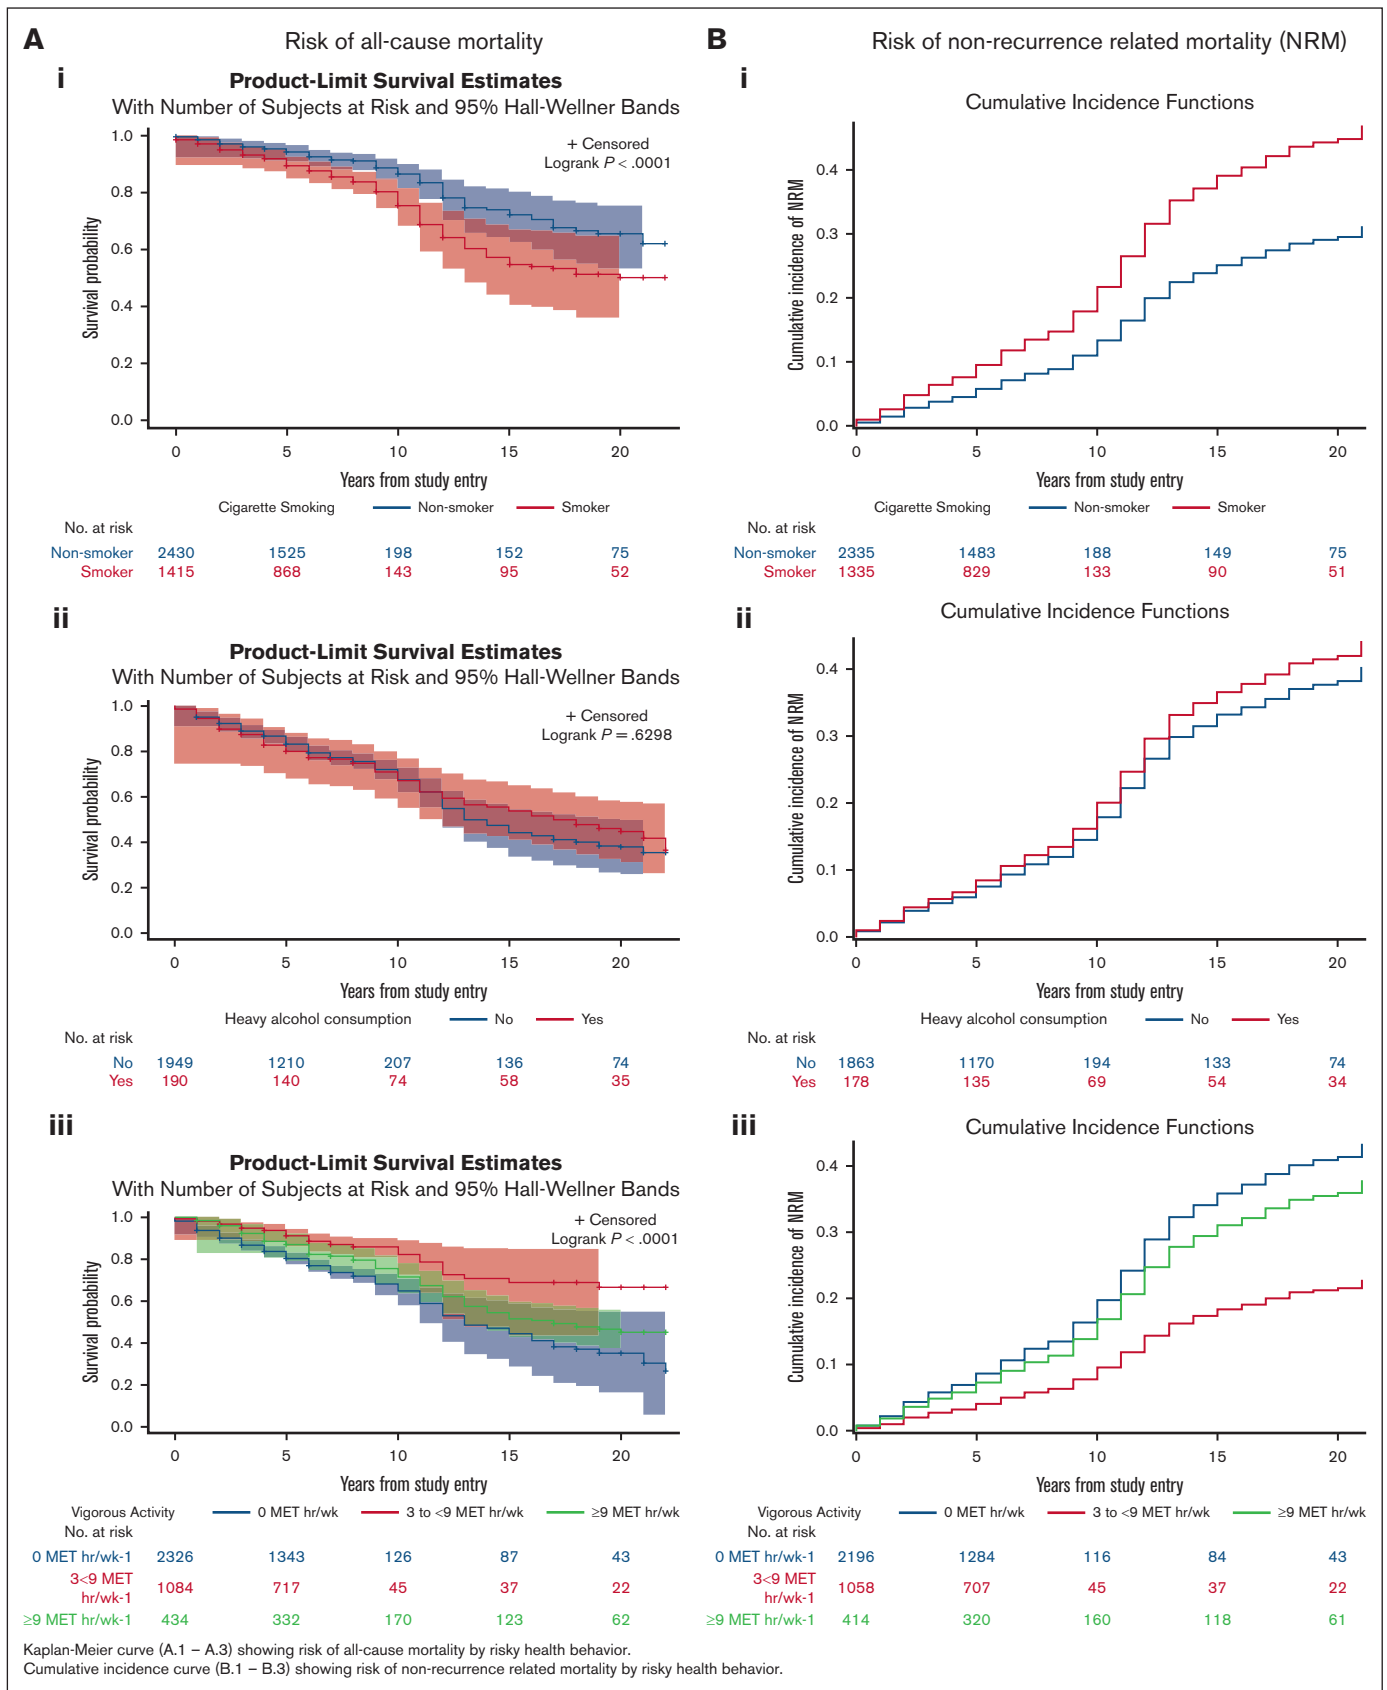 A Risk of all-cause mortality
i
Product-Limit Survival Estimates
With Number of Subjects at Risk and 95% Hall-Wellner Bands
+ Censored
Logrank P < .0001
Survival probability
1.0
0.8
0.6
0.4
0.2
0.0
0 5 10 15 20
Years from study entry
Cigarette Smoking Non-smoker Smoker
No. at risk
Non-smoker 2430 1525 198 152 75
Smoker 1415 868 143 95 52
ii
Product-Limit Survival Estimates
With Number of Subjects at Risk and 95% Hall-Wellner Bands
+ Censored
Logrank P = .6298
Survival probability
1.0
0.8
0.6
0.4
0.2
0.0
0 5 10 15 20
Years from study entry
Heavy alcohol consumption No Yes
No. at risk
No 1949 1210 207 136 74
Yes 190 140 74 58 35
iii
Product-Limit Survival Estimates
With Number of Subjects at Risk and 95% Hall-Wellner Bands
+ Censored
Logrank P < .0001
Survival probability
1.0
0.8
0.6
0.4
0.2
0.0
0 5 10 15 20
Years from study entry
Vigorous Activity 0 MET hr/wk 3 to <9 MET hr/wk ≥9 MET hr/wk
No. at risk
0 MET hr/wk-1 2326 1343 126 87 43
3<9 MET
hr/wk-1 1084 717 45 37 22
≥9 MET hr/wk-1 434 332 170 123 62
B Risk of non-recurrence related mortality (NRM)
i
Cumulative Incidence Functions
Cumulative incidence of NRM
0.4
0.3
0.2
0.1
0.0
0 5 10 15 20
Years from study entry
Cigarette Smoking Non-smoker Smoker
No. at risk
Non-smoker 2335 1483 188 149 75
Smoker 1335 829 133 90 51
ii
Cumulative Incidence Functions
Cumulative incidence of NRM
0.4
0.3
0.2
0.1
0.0
0 5 10 15 20
Years from study entry
Heavy alcohol consumption No Yes
No. at risk
No 1863 1170 194 133 74
Yes 178 135 69 54 34
iii
Cumulative Incidence Functions
Cumulative incidence of NRM
0.4
0.3
0.2
0.1
0.0
0 5 10 15 20
Years from study entry
Vigorous Activity 0 MET hr/wk 3 to <9 MET hr/wk ≥9 MET hr/wk
No. at risk
0 MET hr/wk-1 2196 1284 116 84 43
3<9 MET
hr/wk-1 1058 707 45 37 22
≥9 MET hr/wk-1 414 320 160 118 61
Kaplan-Meier curve (A.1 – A.3) showing risk of all-cause mortality by risky health behavior.
Cumulative incidence curve (B.1 – B.3) showing risk of non-recurrence related mortality by risky health behavior.